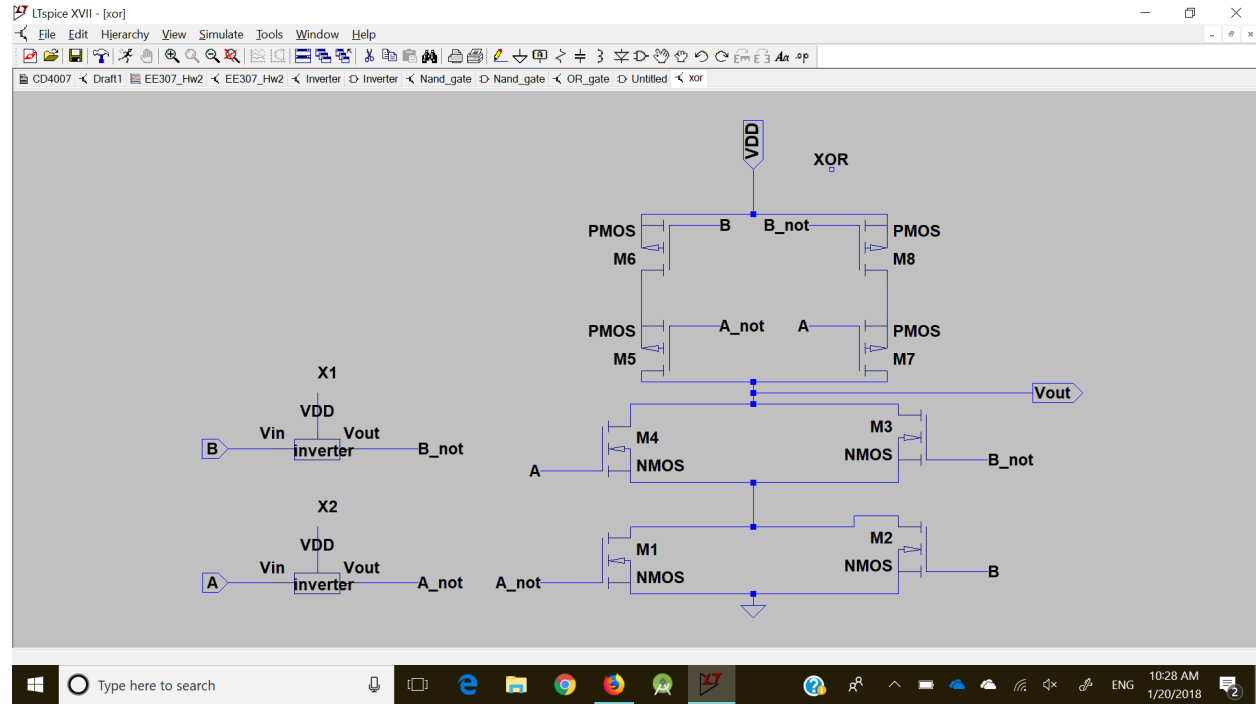 LTspice XVII - [xor]
File Edit Hierarchy View Simulate Tools Window Help
CD4007 Draft1 EE307_Hw2 EE307_Hw2 Inverter Inverter Nand_gate Nand_gate OR_gate Untitled xor
VDD
XOR
PMOS B B_not PMOS
M6 M8
PMOS A_not A PMOS
M5 M7
X1
VDD
Vin Vout
B inverter B_not
Vout
M4 M3
NMOS NMOS
A B_not
X2
VDD
Vin Vout
A inverter A_not
M1 M2
NMOS NMOS
A_not B
Type here to search
ENG
10:28 AM
1/20/2018
2